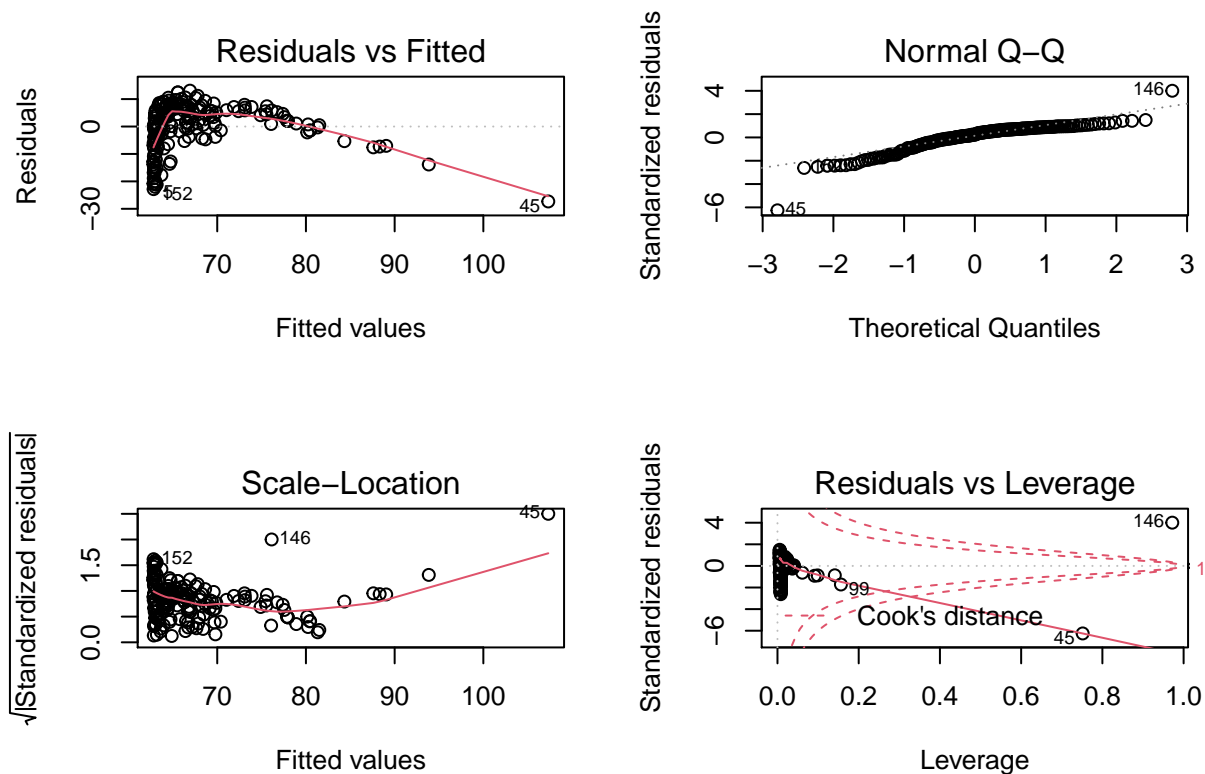 Residuals vs Fitted
Residuals
0
−30
152
45
70 80 90 100
Fitted values
Normal Q−Q
Standardized residuals
4
0
−6
146
45
−3 −2 −1 0 1 2 3
Theoretical Quantiles
Scale−Location
√|Standardized residuals|
1.5
0.0
152
146
45
70 80 90 100
Fitted values
Residuals vs Leverage
Standardized residuals
4
0
−6
146
1
99
Cook's distance
45
0.0 0.2 0.4 0.6 0.8 1.0
Leverage